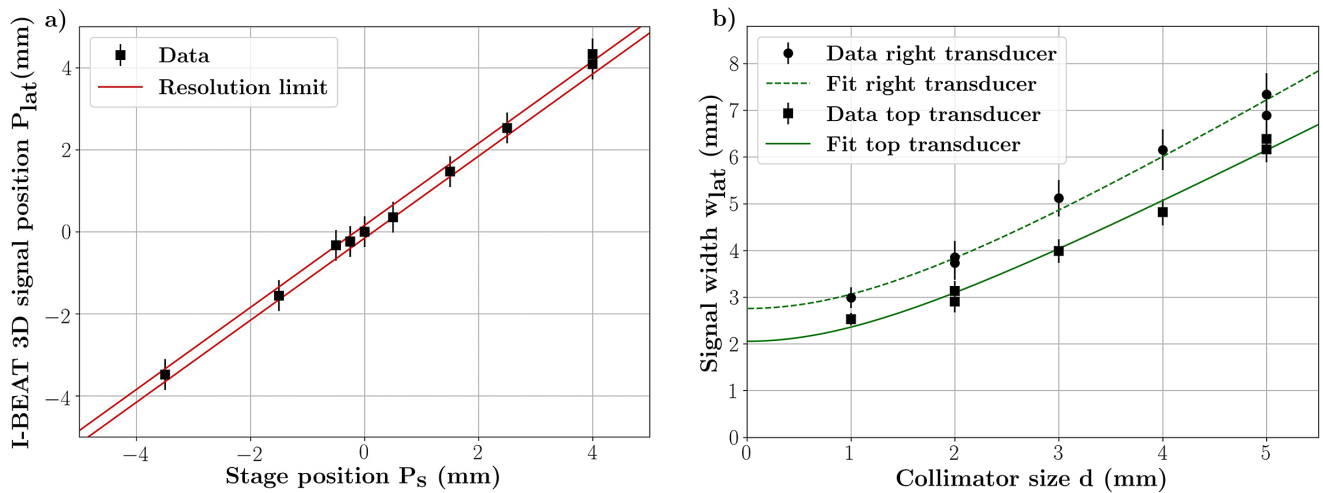 a)
I-BEAT 3D signal position P_lat(mm)
4
2
0
−2
−4
Data
Resolution limit
−4 −2 0 2 4
Stage position P_S (mm)
b)
Signal width w_lat (mm)
8
7
6
5
4
3
2
1
0
Data right transducer
Fit right transducer
Data top transducer
Fit top transducer
0 1 2 3 4 5
Collimator size d (mm)